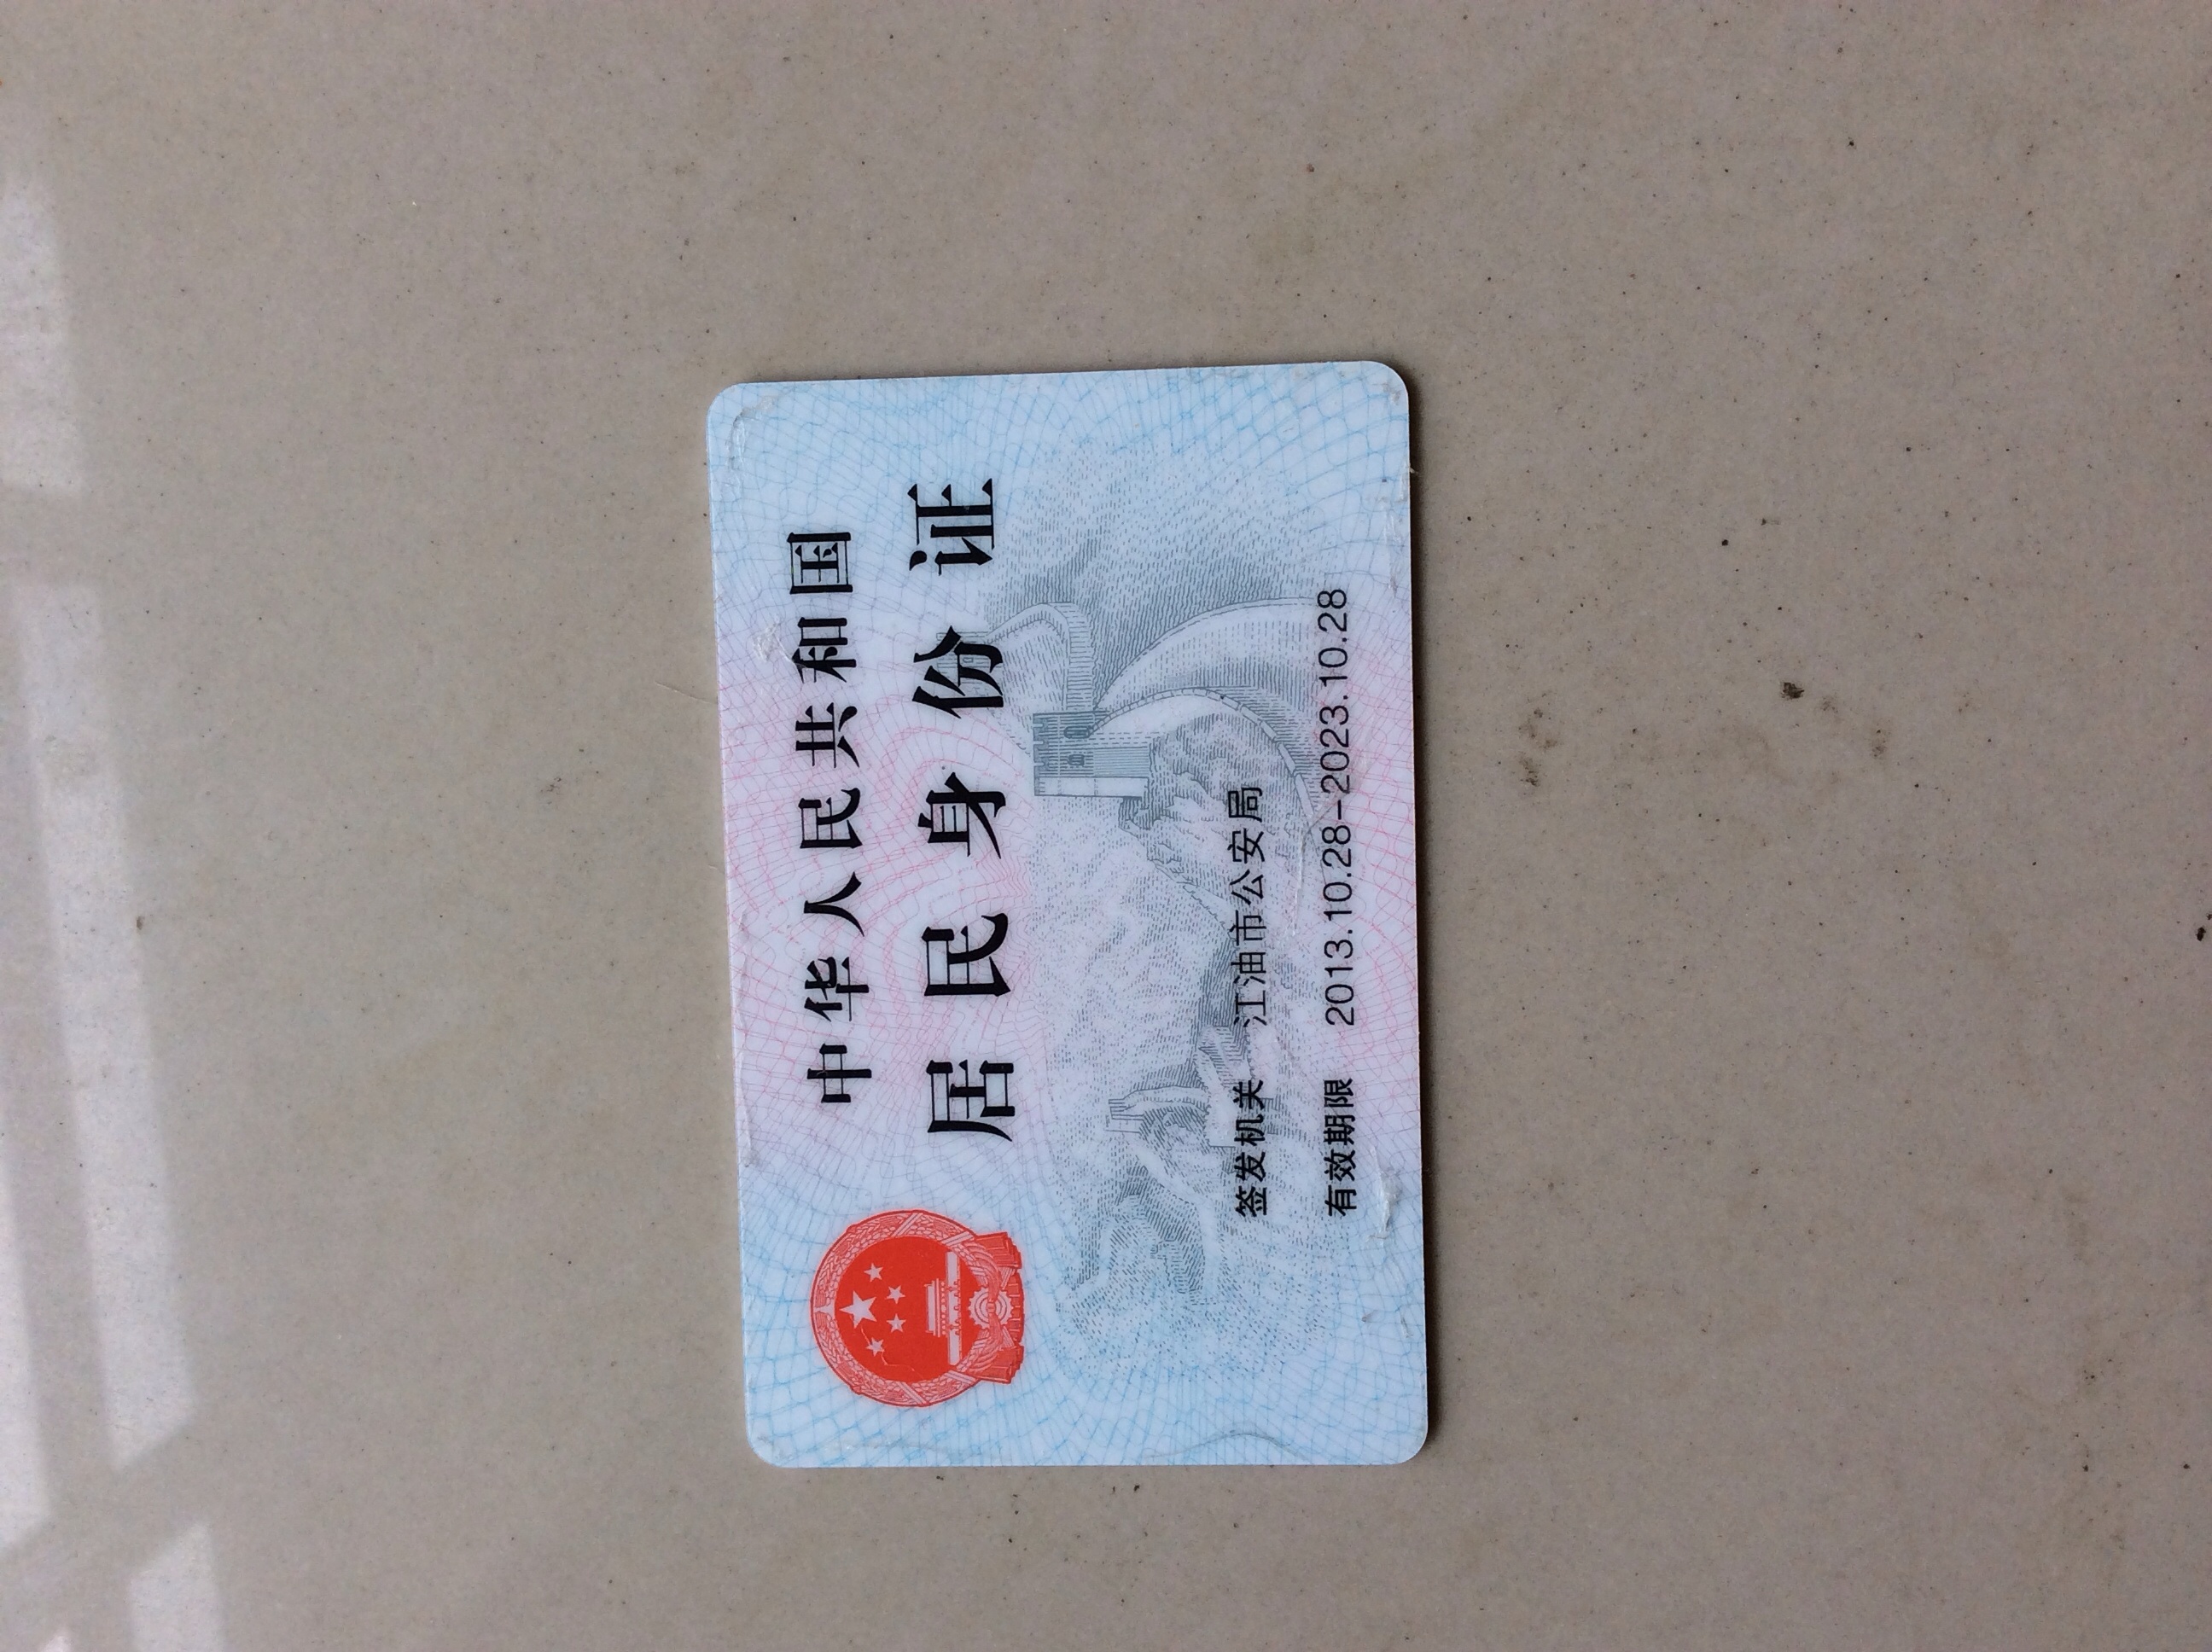 中华人民共和国
居民身份证
签发机关 江油市公安局
有效期限 2013.10.28-2023.10.28